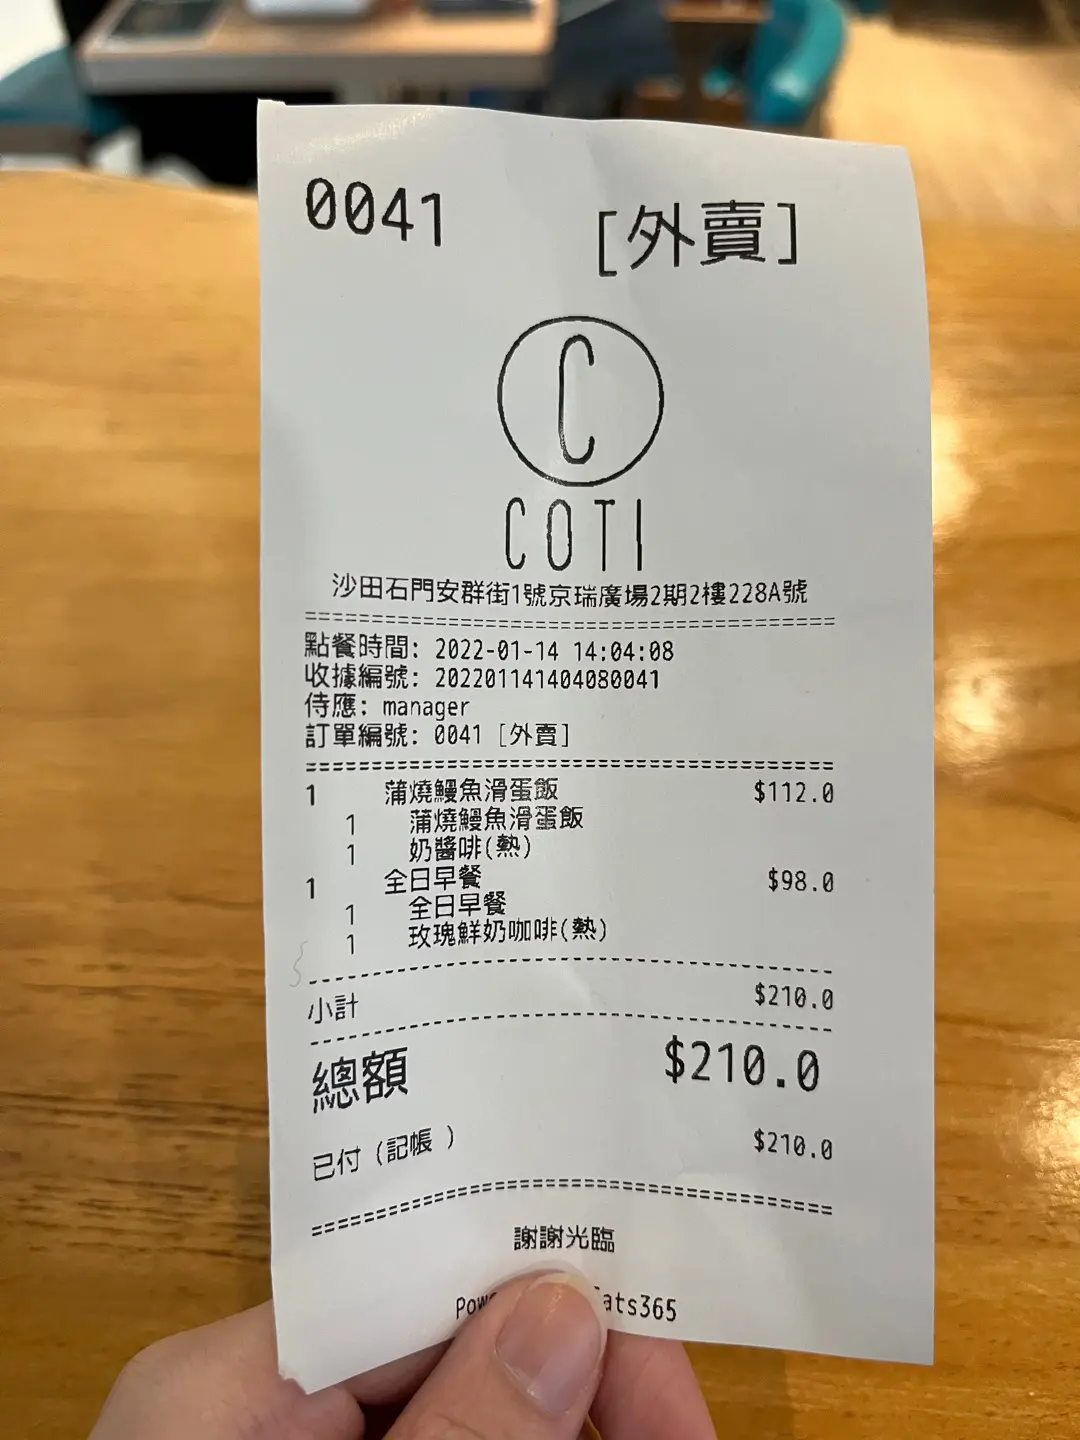 0041 [外賣]
C
COTI
沙田石門安群街1號京瑞廣場2期2樓228A號
點餐時間: 2022-01-14 14:04:08
收據編號: 202201141404080041
侍應: manager
訂單編號: 0041 [外賣]
1 蒲燒鰻魚滑蛋飯 $112.0
1 蒲燒鰻魚滑蛋飯
1 奶醬啡(熱)
1 全日早餐 $98.0
1 全日早餐
1 玫瑰鮮奶咖啡(熱)
小計 $210.0
總額 $210.0
已付 (記帳 ) $210.0
謝謝光臨